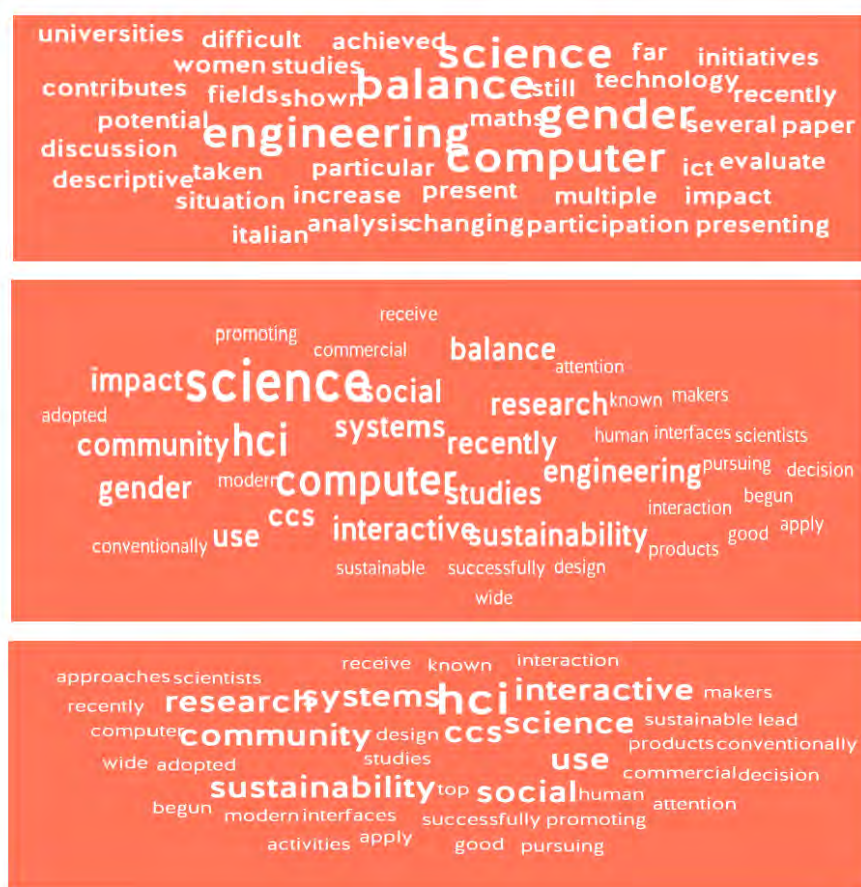 universities difficult achieved science far initiatives
women studies balance still technology
contributes fields shown recently
potential engineering maths gender several paper
discussion computer ict evaluate
descriptive taken particular
situation increase present multiple impact
italian analysis changing participation presenting
receive
promoting
commercial balance
attention
impact science social
research known makers
adopted
community hci systems recently human interfaces scientists
gender modern computer studies engineering pursuing decision
interaction begun
ccs
conventionally use interactive sustainability products good apply
sustainable successfully design
wide
receive known interaction
approaches scientists
recently research systems hci interactive makers
computer community design ccs science sustainable lead
products conventionally
wide adopted studies use
commercial decision
sustainability top social human attention
begun modern interfaces successfully promoting
activities apply good pursuing